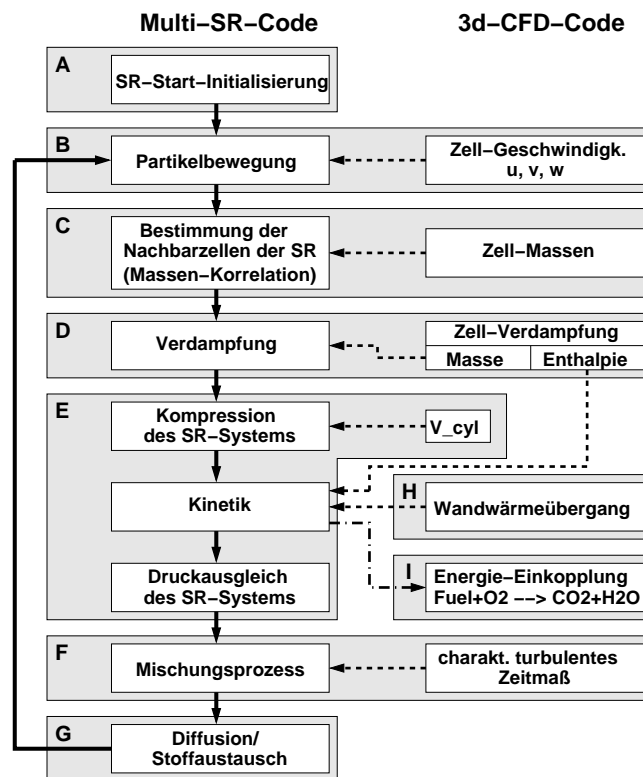 Multi–SR–Code
3d–CFD–Code
A
SR–Start–Initialisierung
B
Partikelbewegung
Zell–Geschwindigk.
u, v, w
C
Bestimmung der
Nachbarzellen der SR
(Massen–Korrelation)
Zell–Massen
D
Verdampfung
Zell–Verdampfung
Masse
Enthalpie
E
Kompression
des SR–Systems
V_cyl
Kinetik
H
Wandwärmeübergang
Druckausgleich
des SR–Systems
I
Energie–Einkopplung
Fuel+O2 ––> CO2+H2O
F
Mischungsprozess
charakt. turbulentes
Zeitmaß
G
Diffusion/
Stoffaustausch